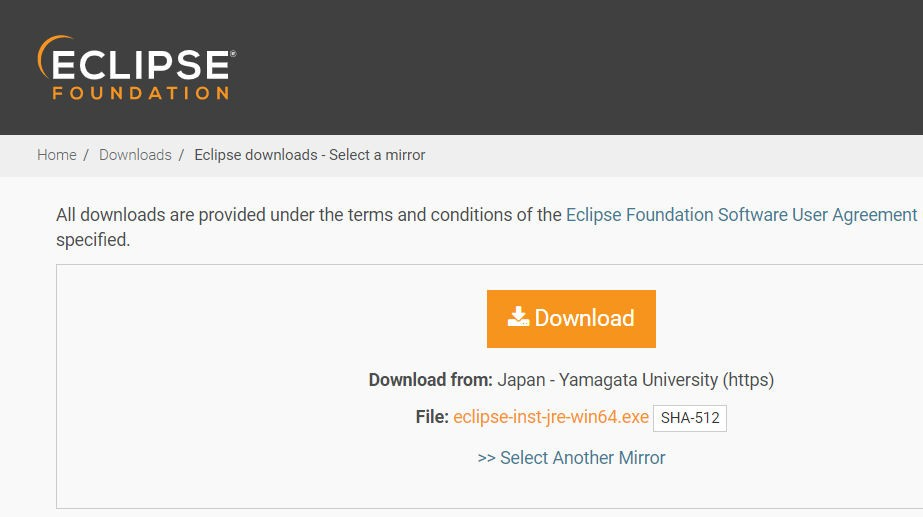 ECLIPSE®
FOUNDATION
Home / Downloads / Eclipse downloads - Select a mirror
All downloads are provided under the terms and conditions of the Eclipse Foundation Software User Agreement
specified.
Download
Download from: Japan - Yamagata University (https)
File: eclipse-inst-jre-win64.exe SHA-512
>> Select Another Mirror